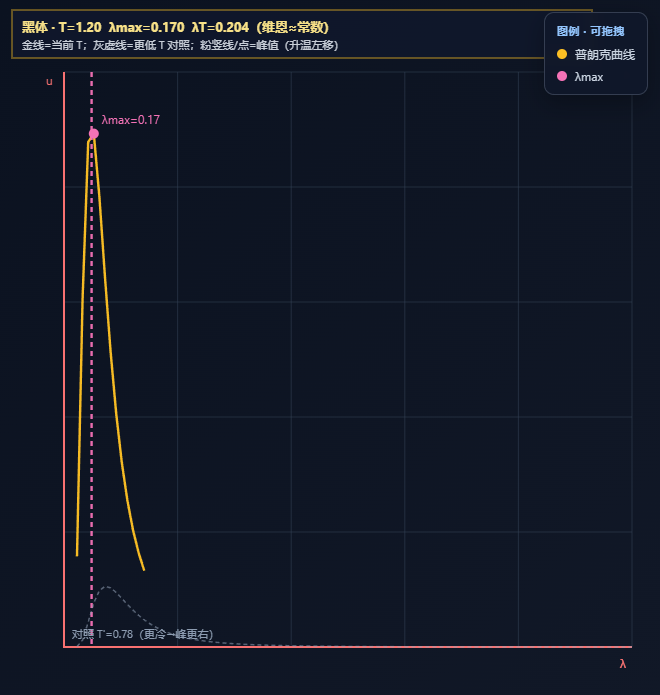 黑体 · T=1.20 λmax=0.170 λT=0.204（维恩≈常数）
金线=当前 T；灰虚线=更低 T 对照；粉竖线/点=峰值（升温左移）
图例 · 可拖拽
普朗克曲线
λmax
u
λmax=0.17
对照 T'=0.78（更冷→峰更右）
λ